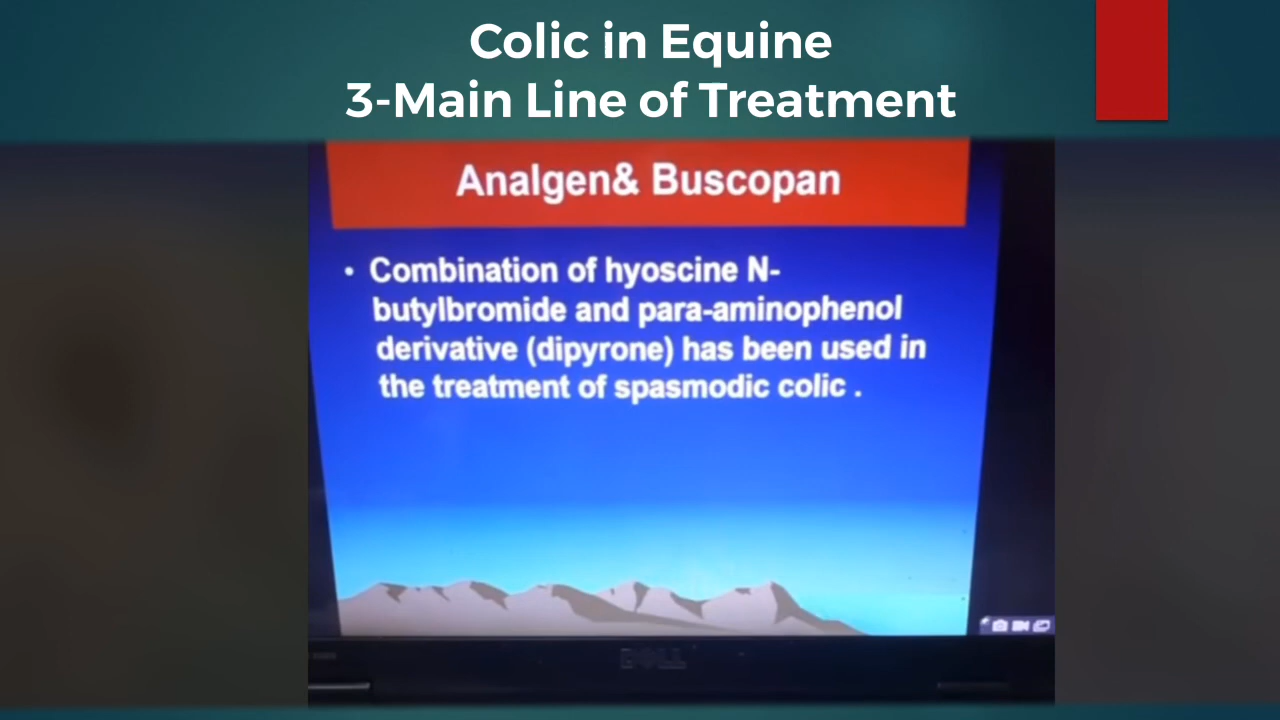 Colic in Equine
3-Main Line of Treatment
Analgen& Buscopan
• Combination of hyoscine N-
butylbromide and para-aminophenol
derivative (dipyrone) has been used in
the treatment of spasmodic colic .
DELL